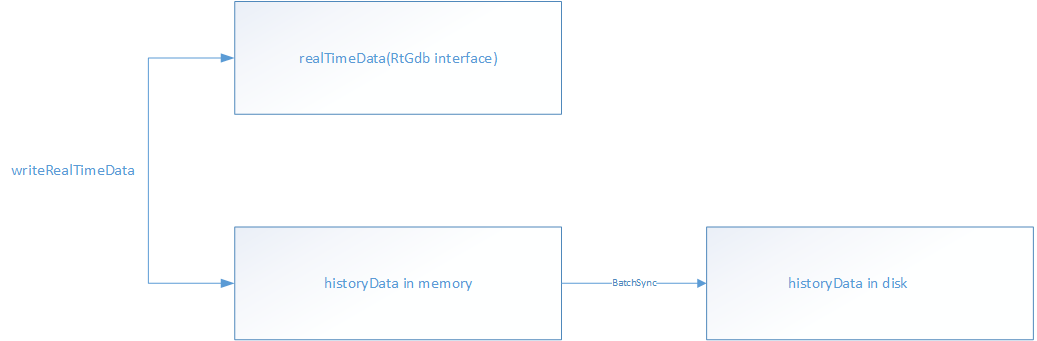 realTimeData(RtGdb interface)
writeRealTimeData
historyData in memory
BatchSync
historyData in disk